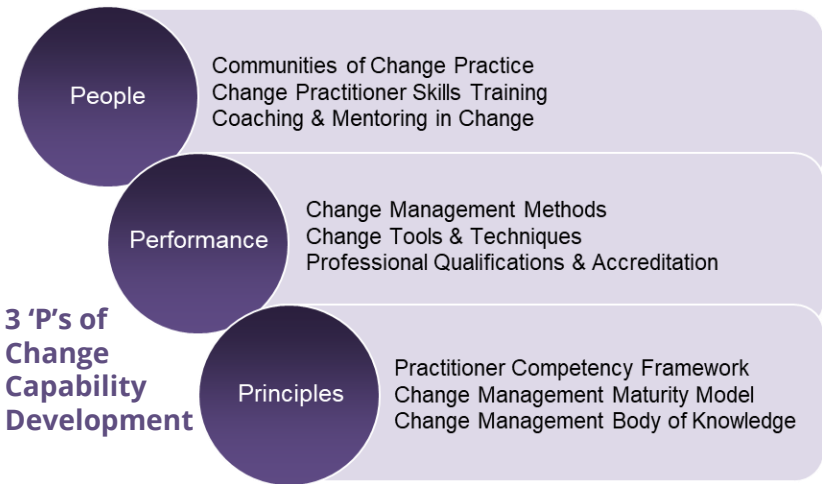 People
Communities of Change Practice
Change Practitioner Skills Training
Coaching & Mentoring in Change
Performance
Change Management Methods
Change Tools & Techniques
Professional Qualifications & Accreditation
3 ‘P’s of
Change
Capability
Development
Principles
Practitioner Competency Framework
Change Management Maturity Model
Change Management Body of Knowledge